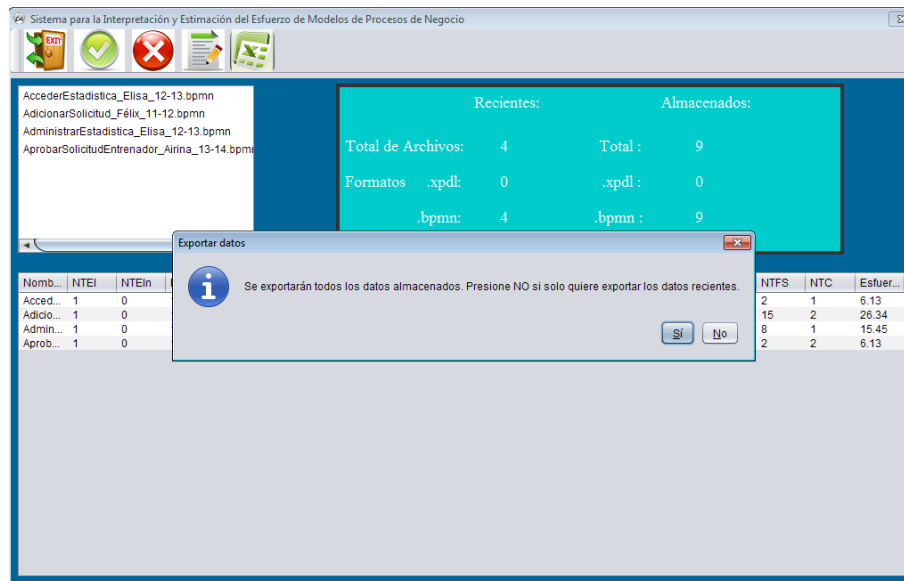 Sistema para la Interpretación y Estimación del Esfuerzo de Modelos de Procesos de Negocio
EXIT
AccederEstadistica_Elisa_12-13.bpmn
AdicionarSolicitud_Félix_11-12.bpmn
AdministrarEstadistica_Elisa_12-13.bpmn
AprobarSolicitudEntrenador_Airina_13-14.bpmn
Recientes: Almacenados:
Total de Archivos: 4 Total : 9
Formatos .xpdl: 0 .xpdl : 0
.bpmn: 4 .bpmn : 9
Exportar datos
Se exportarán todos los datos almacenados. Presione NO si solo quiere exportar los datos recientes.
Sí No
Nomb... NTEI NTEIn NTFS NTC Esfuer...
Acced... 1 0 2 1 6.13
Adicio... 1 0 15 2 26.34
Admin... 1 0 8 1 15.45
Aprob... 1 0 2 2 6.13